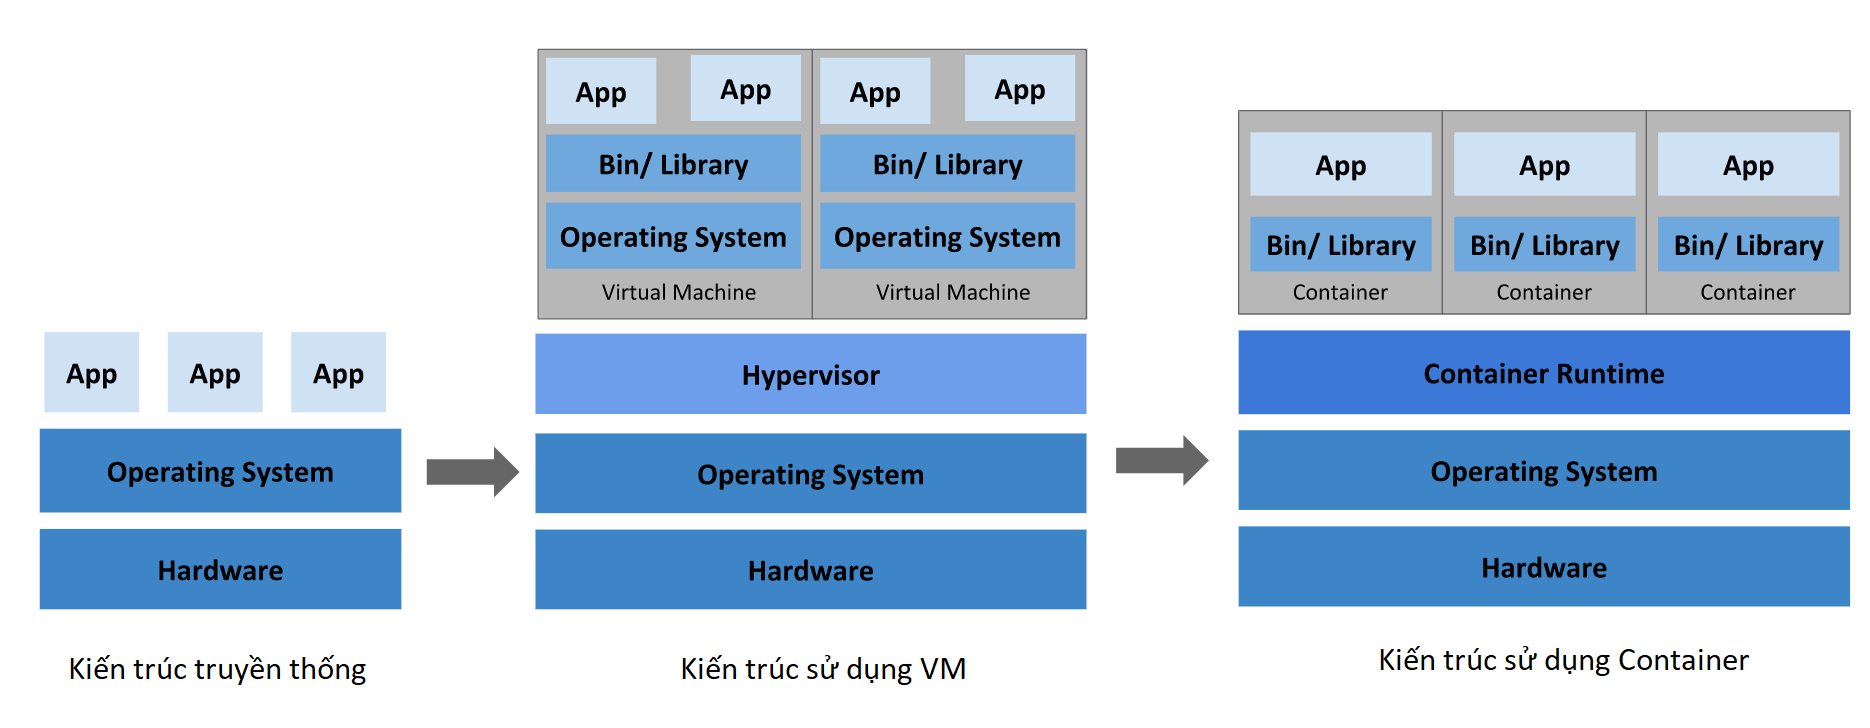 App
App
App
Operating System
Hardware
Kiến trúc truyền thống
App
App
App
App
Bin/ Library
Bin/ Library
Operating System
Operating System
Virtual Machine
Virtual Machine
Hypervisor
Operating System
Hardware
Kiến trúc sử dụng VM
App
App
App
Bin/ Library
Bin/ Library
Bin/ Library
Container
Container
Container
Container Runtime
Operating System
Hardware
Kiến trúc sử dụng Container